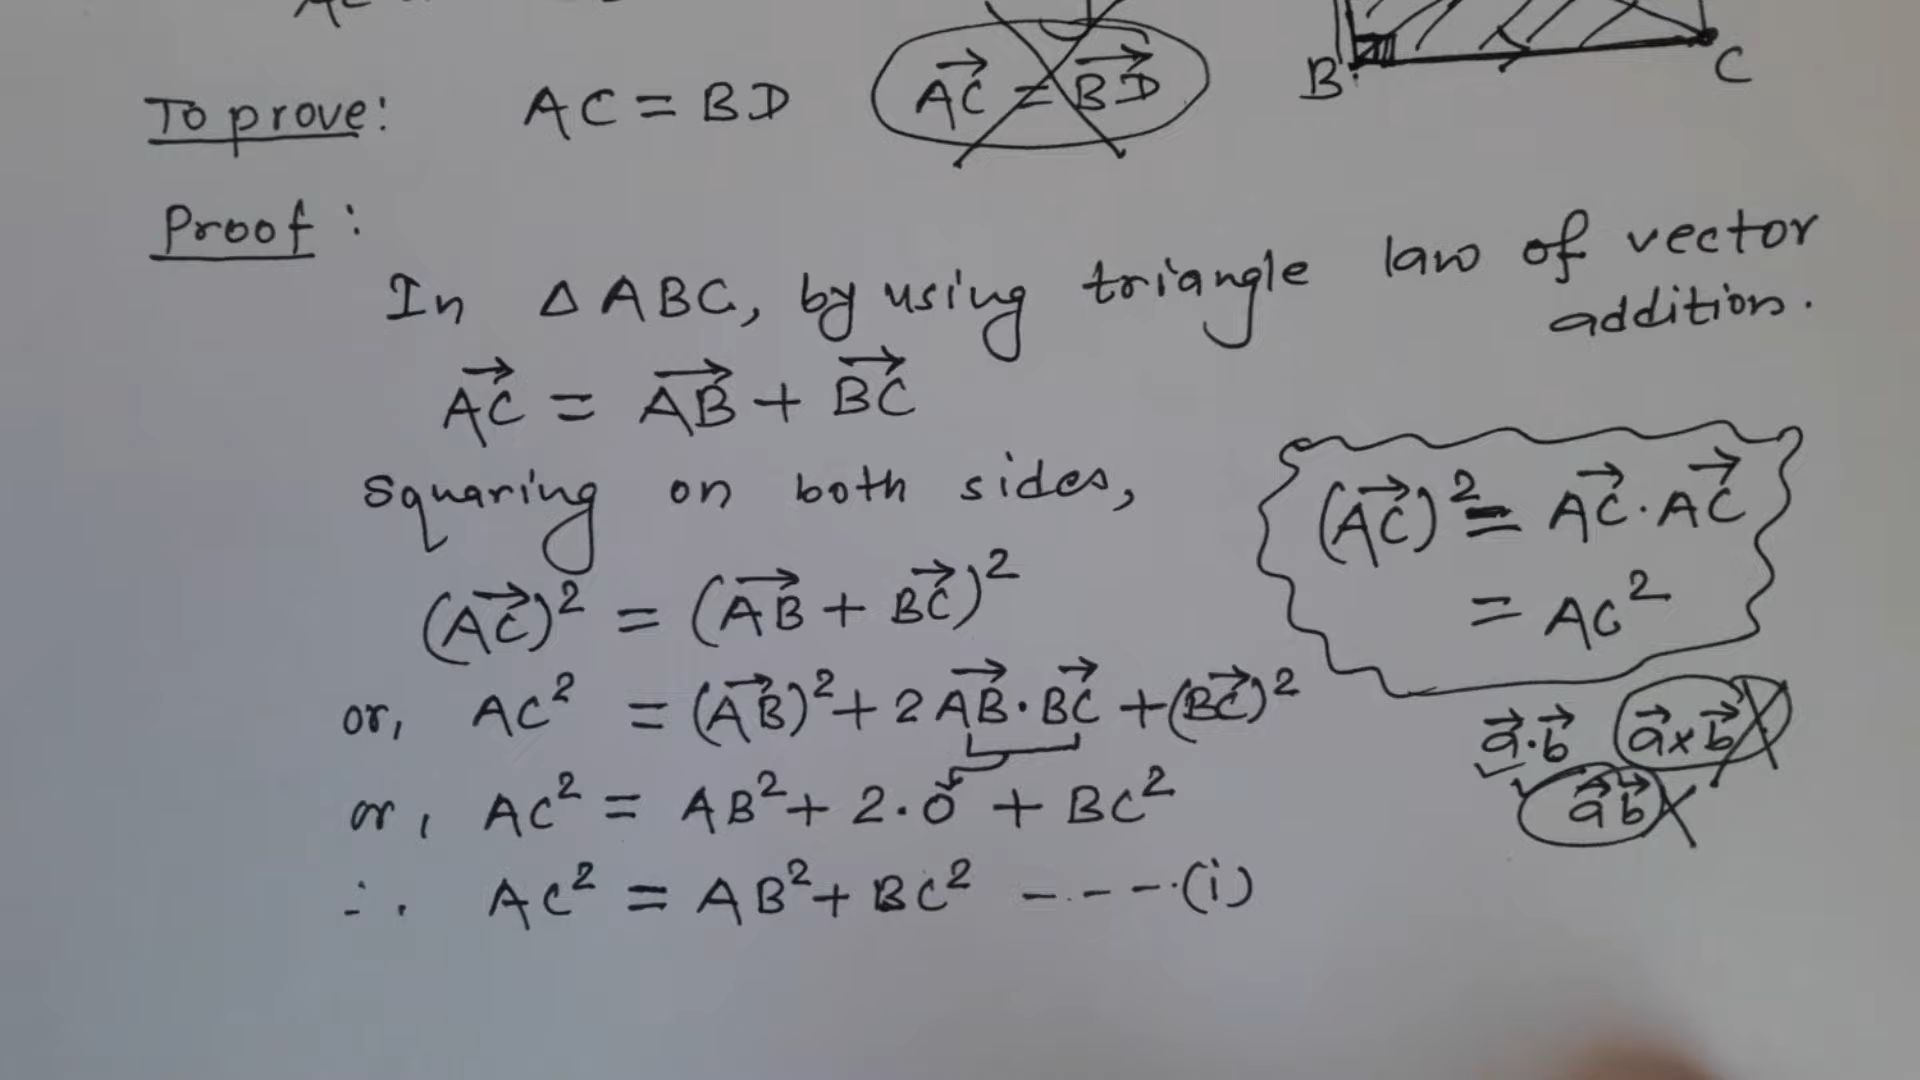 To prove: AC = BD
A⃗C⃗ = B⃗D⃗
B
C
Proof :
In △ABC, by using triangle law of vector
addition.
A⃗C⃗ = A⃗B⃗ + B⃗C⃗
Squaring on both sides,
(A⃗C⃗)² = (A⃗B⃗ + B⃗C⃗)²
or, AC² = (A⃗B⃗)² + 2 A⃗B⃗ · B⃗C⃗ + (B⃗C⃗)²
or, AC² = AB² + 2·0 + BC²
∴ AC² = AB² + BC² ----(i)
(A⃗C⃗)² = A⃗C⃗ · A⃗C⃗
= AC²
a⃗·b⃗ a⃗×b⃗
a⃗b⃗